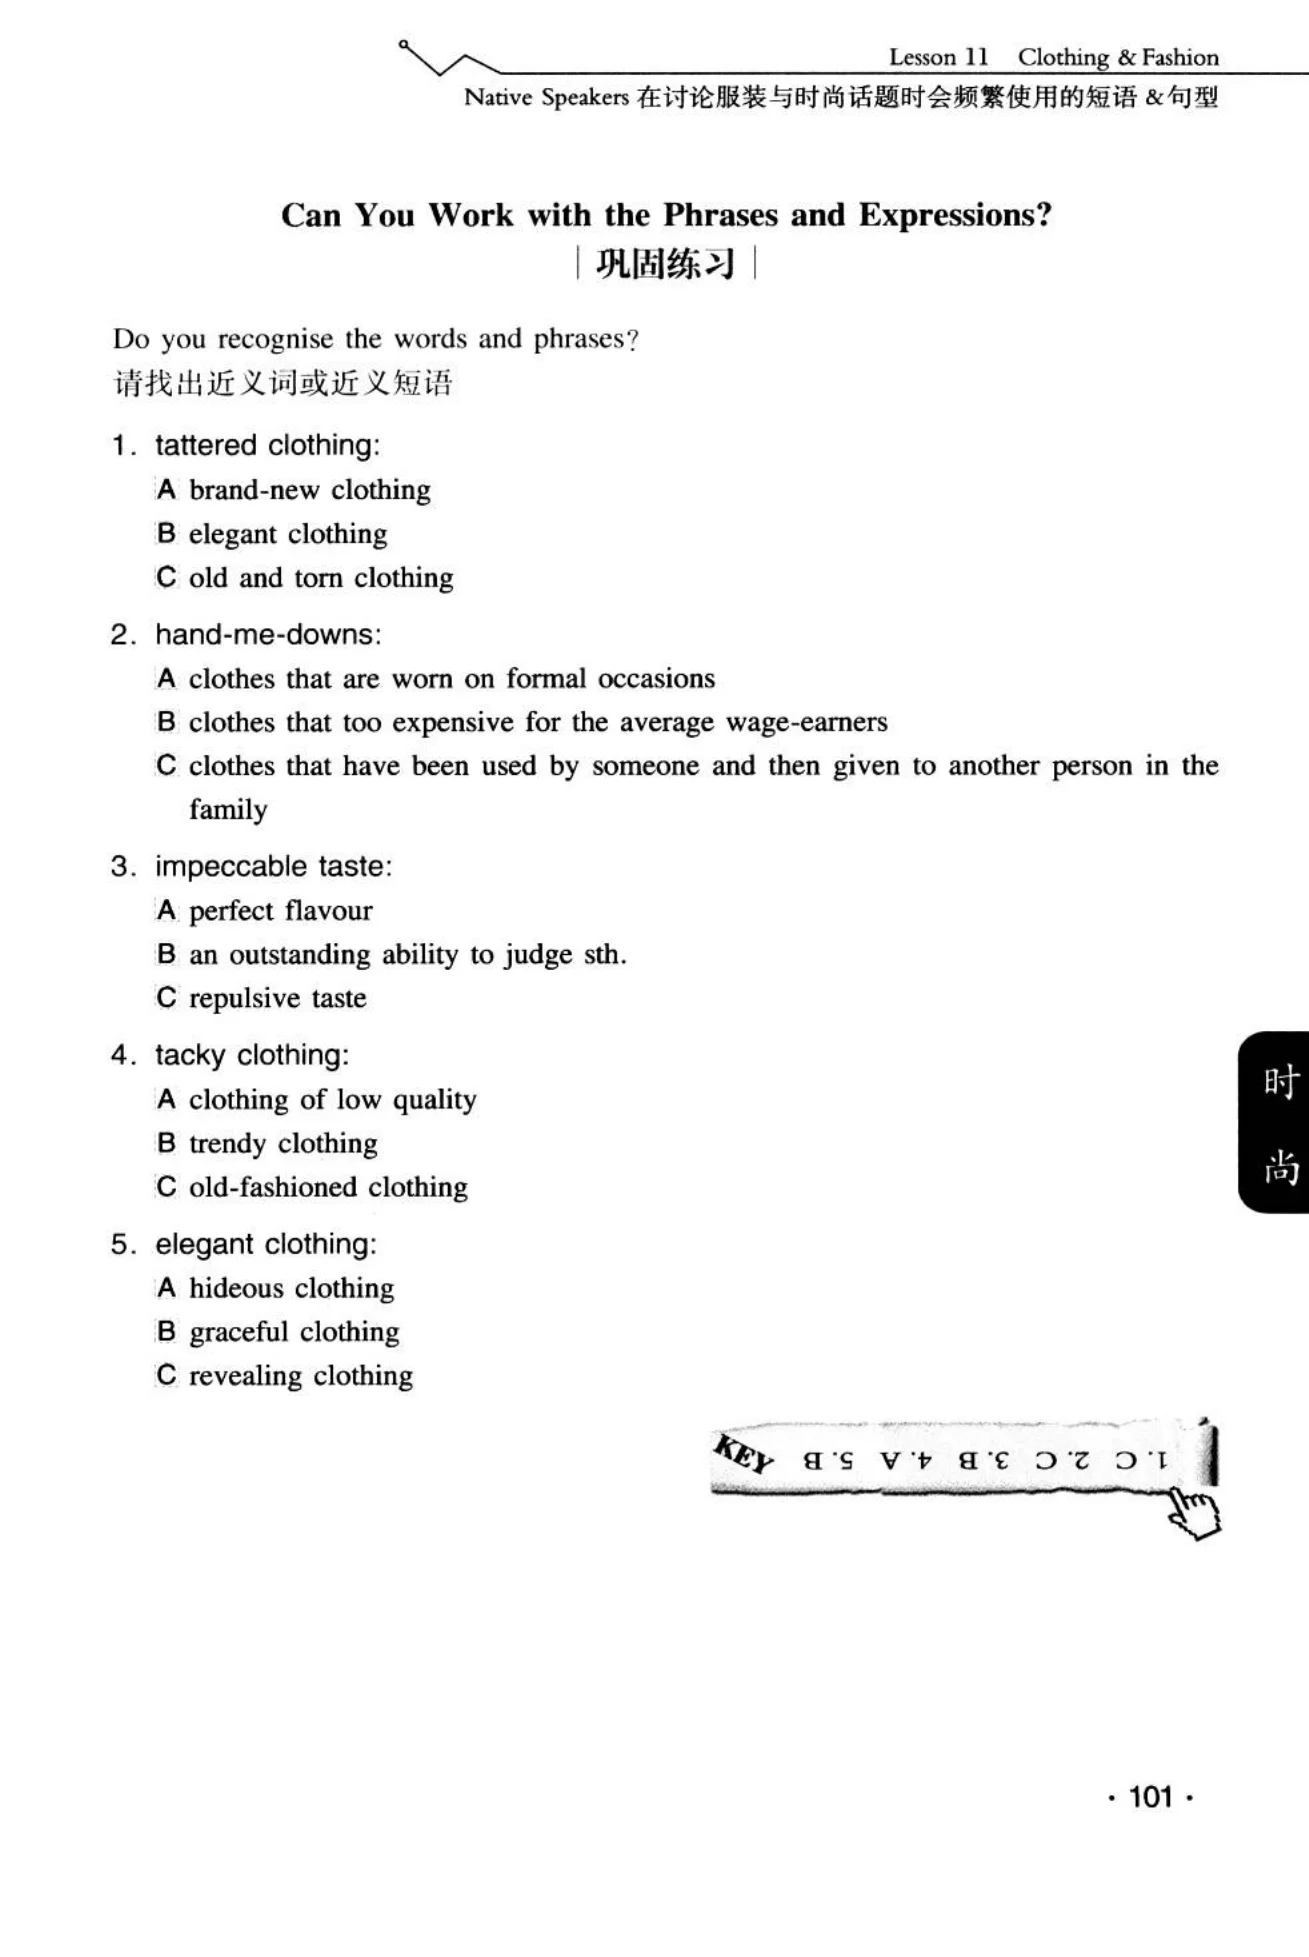 Lesson 11 Clothing & Fashion
Native Speakers 在讨论服装与时尚话题时会频繁使用的短语 & 句型
Can You Work with the Phrases and Expressions?
| 巩固练习 |
Do you recognise the words and phrases?
请找出近义词或近义短语
1. tattered clothing:
A brand-new clothing
B elegant clothing
C old and torn clothing
2. hand-me-downs:
A clothes that are worn on formal occasions
B clothes that too expensive for the average wage-earners
C clothes that have been used by someone and then given to another person in the
family
3. impeccable taste:
A perfect flavour
B an outstanding ability to judge sth.
C repulsive taste
4. tacky clothing:
A clothing of low quality
B trendy clothing
C old-fashioned clothing
5. elegant clothing:
A hideous clothing
B graceful clothing
C revealing clothing
时
尚
KEY
1. C 2. C 3. B 4. A 5. B
· 101 ·